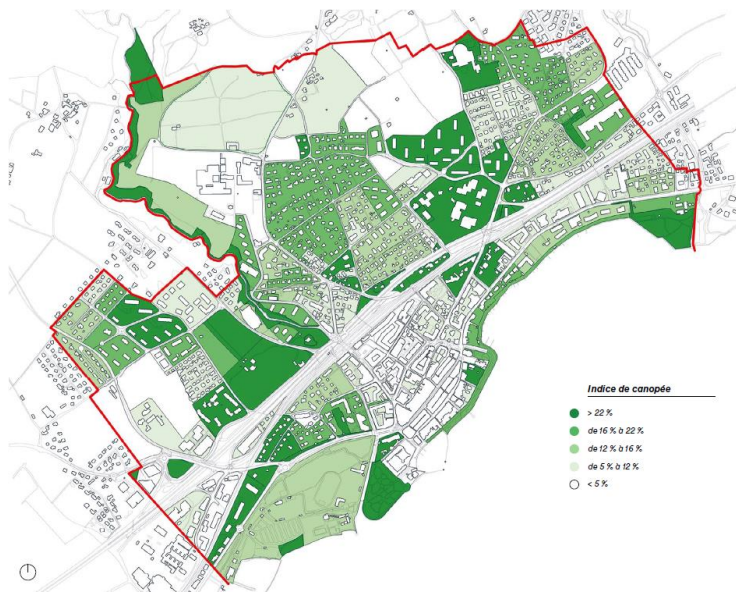 Indice de canopée
> 22 %
de 16 % à 22 %
de 12 % à 16 %
de 5 % à 12 %
< 5 %